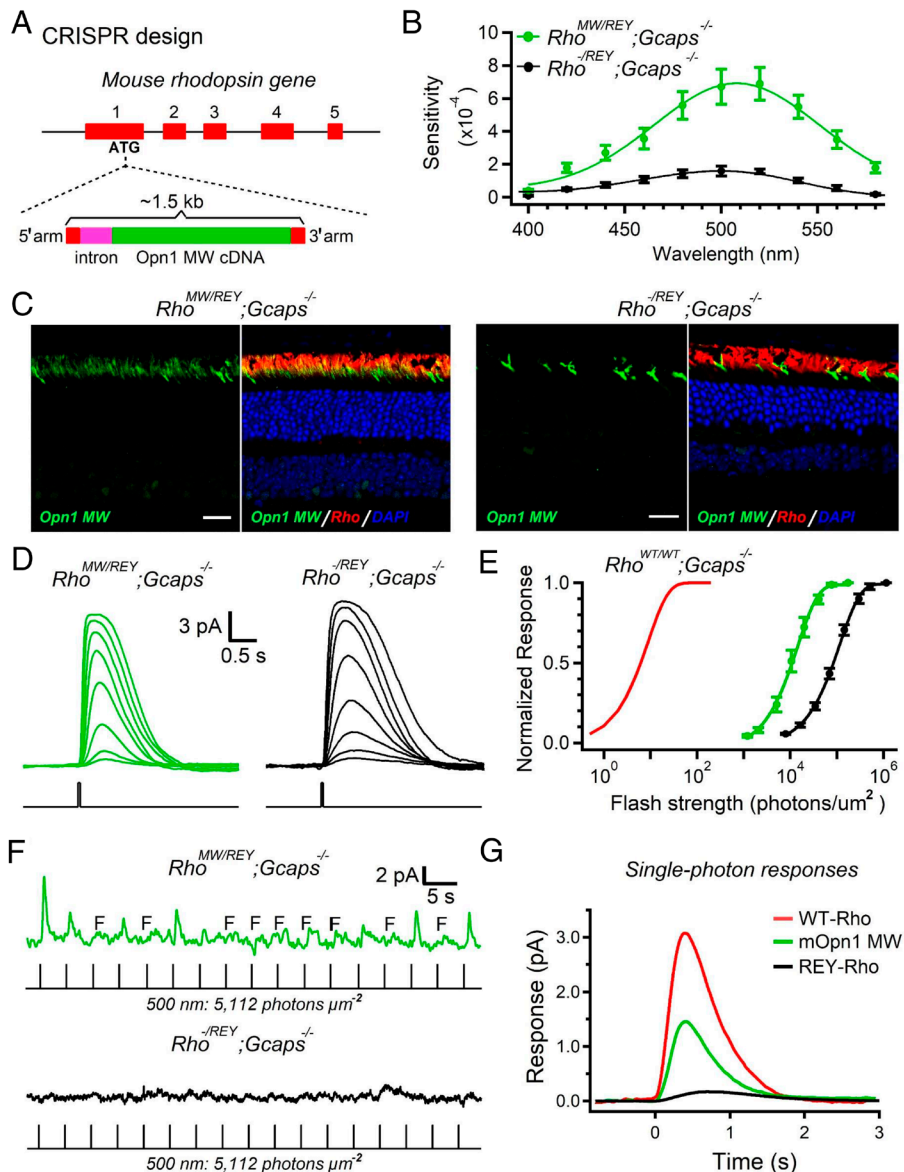 A CRISPR design
Mouse rhodopsin gene
1 2 3 4 5
ATG
~1.5 kb
5'arm 3'arm
intron Opn1 MW cDNA
B
Rho^MW/REY;Gcaps^-/-
Rho^-/REY;Gcaps^-/-
Sensitivity
(x10^-4)
10
8
6
4
2
0
400 450 500 550
Wavelength (nm)
C
Rho^MW/REY;Gcaps^-/-
Opn1 MW
Opn1 MW/Rho/DAPI
Rho^-/REY;Gcaps^-/-
Opn1 MW
Opn1 MW/Rho/DAPI
D
Rho^MW/REY;Gcaps^-/-
Rho^-/REY;Gcaps^-/-
3 pA
0.5 s
E
Rho^WT/WT;Gcaps^-/-
Normalized Response
1.0
0.5
0.0
10^0 10^2 10^4 10^6
Flash strength (photons/um^2)
F
Rho^MW/REY;Gcaps^-/-
2 pA
5 s
F F F F F F F F F
500 nm: 5,112 photons μm^-2
Rho^-/REY;Gcaps^-/-
500 nm: 5,112 photons μm^-2
G
Single-photon responses
WT-Rho
mOpn1 MW
REY-Rho
Response (pA)
3.0
2.0
1.0
0.0
0 1 2 3
Time (s)